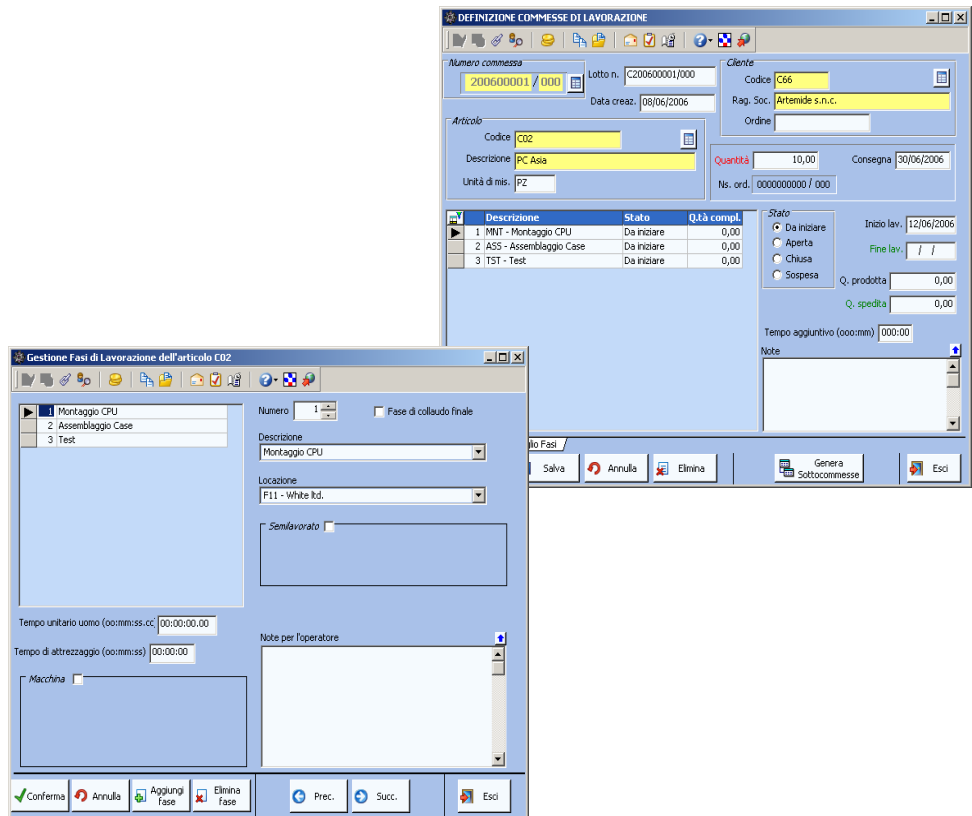 DEFINIZIONE COMMESSE DI LAVORAZIONE
Numero commessa
200600001 / 000
Lotto n. C200600001/000
Data creaz. 08/06/2006
Cliente
Codice C66
Rag. Soc. Artemide s.n.c.
Ordine
Articolo
Codice C02
Descrizione PC Asia
Unità di mis. PZ
Quantità 10,00 Consegna 30/06/2006
Ns. ord. 0000000000 / 000
Descrizione Stato Q.tà compl.
1 MNT - Montaggio CPU Da iniziare 0,00
2 ASS - Assemblaggio Case Da iniziare 0,00
3 TST - Test Da iniziare 0,00
Stato
Da iniziare
Aperta
Chiusa
Sospesa
Inizio lav. 12/06/2006
Fine lav. / /
Q. prodotta 0,00
Q. spedita 0,00
Tempo aggiuntivo (ooo:mm) 000:00
Note
glio Fasi
Salva Annulla Elimina Genera Sottocommesse Esci
Gestione Fasi di Lavorazione dell'articolo C02
1 Montaggio CPU
2 Assemblaggio Case
3 Test
Numero 1 Fase di collaudo finale
Descrizione
Montaggio CPU
Locazione
F11 - White ltd.
Semilavorato
Tempo unitario uomo (oo:mm:ss.cc) 00:00:00.00
Tempo di attrezzaggio (oo:mm:ss) 00:00:00
Macchina
Note per l'operatore
Conferma Annulla Aggiungi fase Elimina fase Prec. Succ. Esci